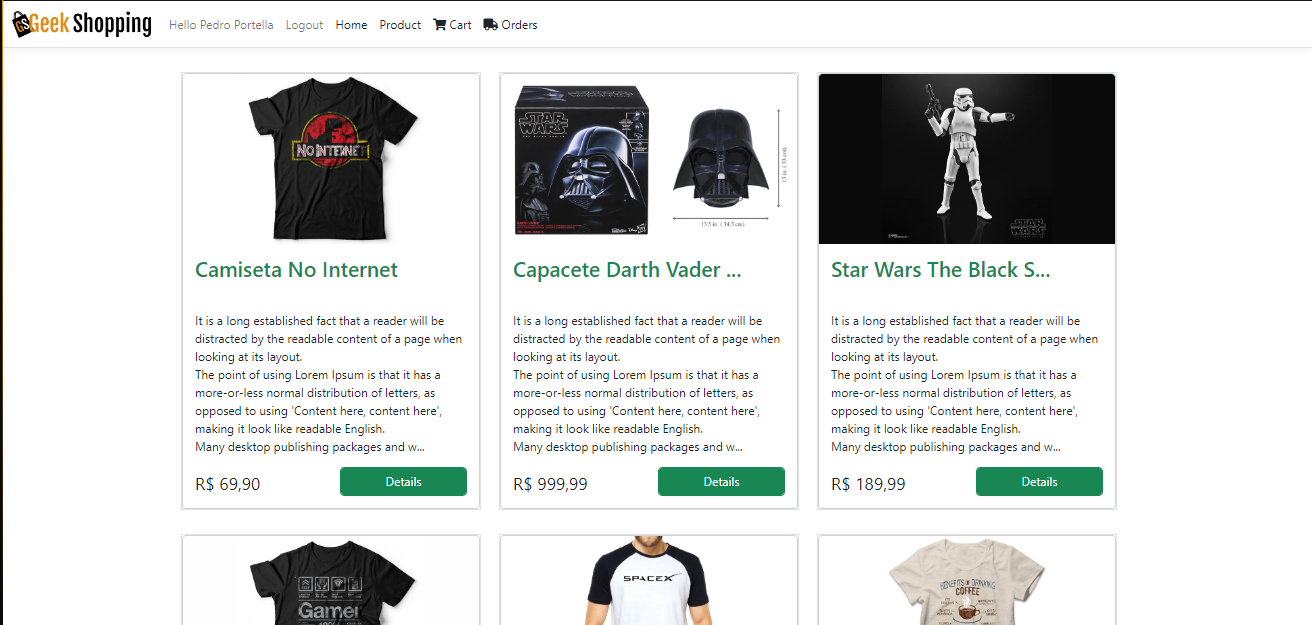 GS Geek Shopping Hello Pedro Portella Logout Home Product Cart Orders
NO INTERNET
STAR WARS
STAR WARS
13.5 in ( 34.3 cm)
Camiseta No Internet
It is a long established fact that a reader will be
distracted by the readable content of a page when
looking at its layout.
The point of using Lorem Ipsum is that it has a
more-or-less normal distribution of letters, as
opposed to using 'Content here, content here',
making it look like readable English.
Many desktop publishing packages and w...
R$ 69,90 Details
Capacete Darth Vader ...
It is a long established fact that a reader will be
distracted by the readable content of a page when
looking at its layout.
The point of using Lorem Ipsum is that it has a
more-or-less normal distribution of letters, as
opposed to using 'Content here, content here',
making it look like readable English.
Many desktop publishing packages and w...
R$ 999,99 Details
Star Wars The Black S...
It is a long established fact that a reader will be
distracted by the readable content of a page when
looking at its layout.
The point of using Lorem Ipsum is that it has a
more-or-less normal distribution of letters, as
opposed to using 'Content here, content here',
making it look like readable English.
Many desktop publishing packages and w...
R$ 189,99 Details
Gamer
SPACEX
BENEFITS OF DRINKING
COFFEE